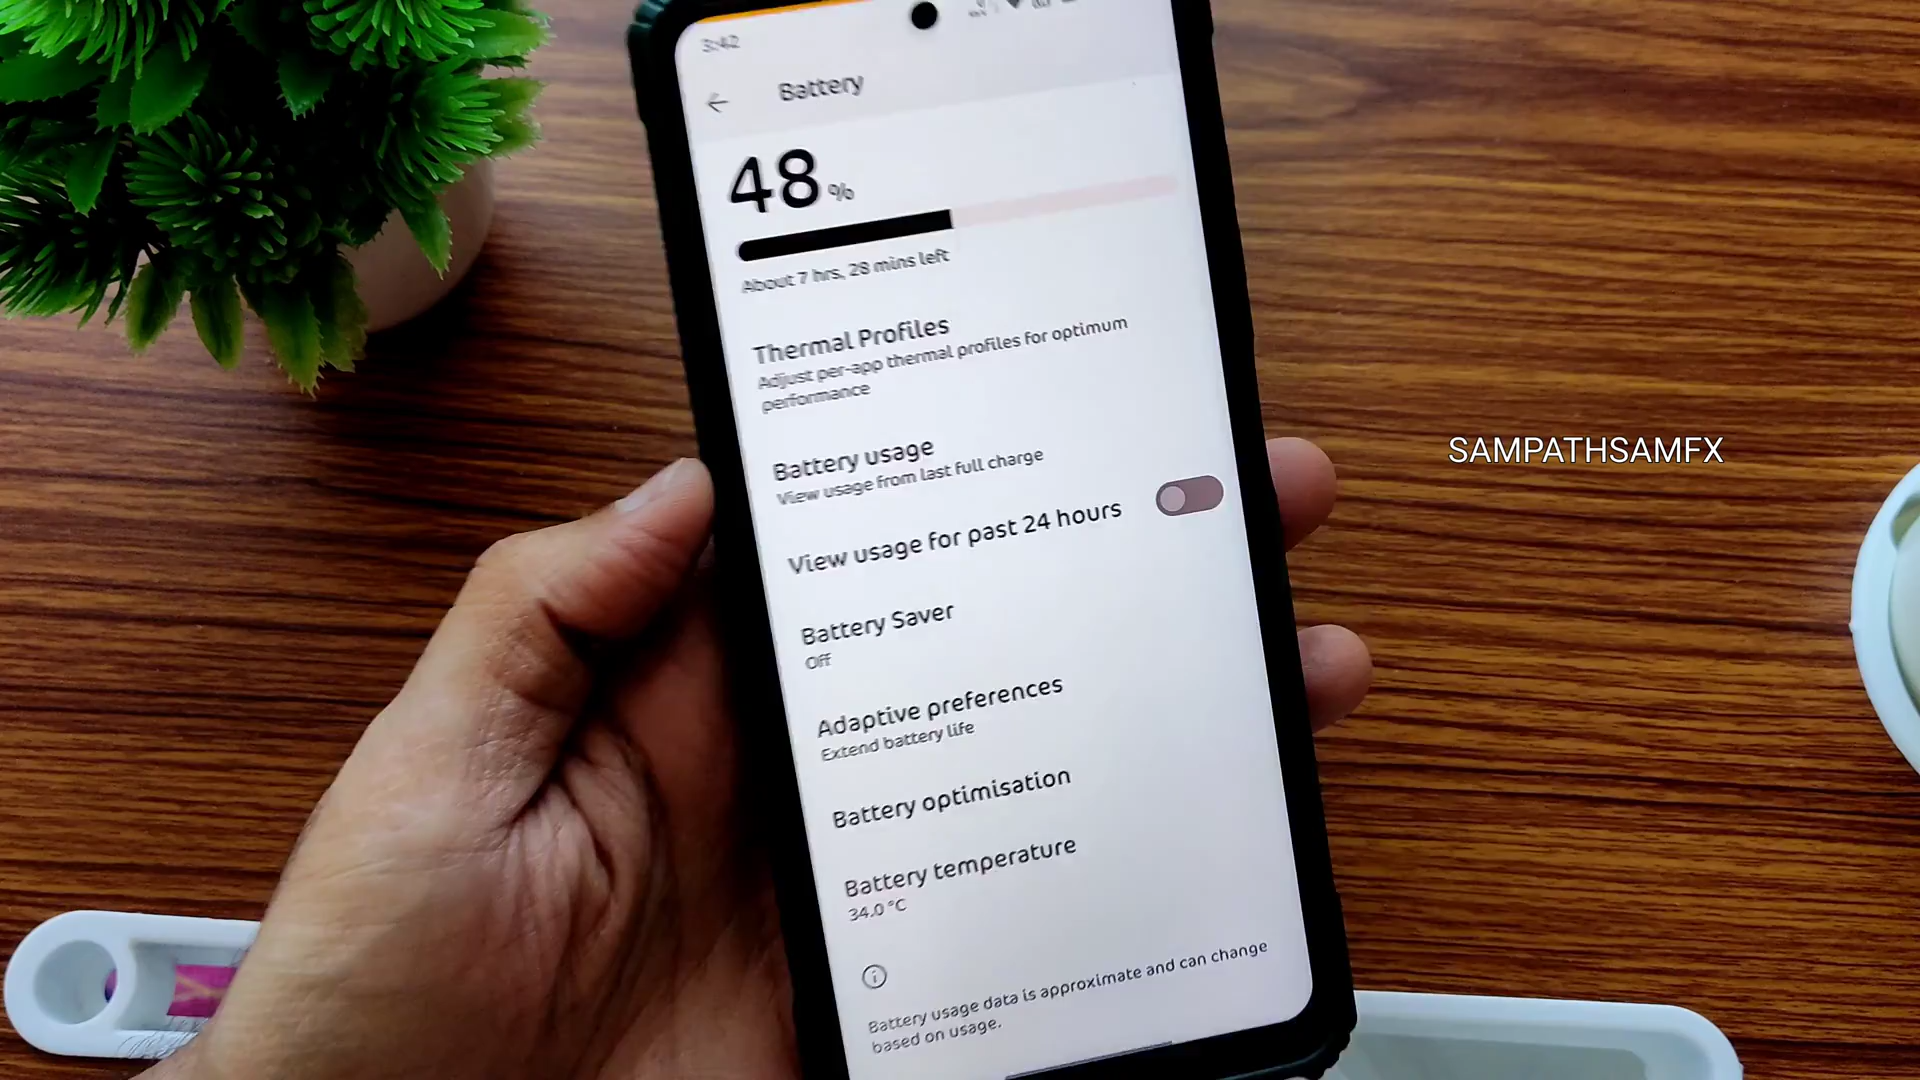 3:42
Battery
48%
About 7 hrs, 28 mins left
Thermal Profiles
Adjust per-app thermal profiles for optimum
performance
Battery usage
View usage from last full charge
View usage for past 24 hours
Battery Saver
Off
Adaptive preferences
Extend battery life
Battery optimisation
Battery temperature
34.0 °C
Battery usage data is approximate and can change
based on usage.
SAMPATHSAMFX